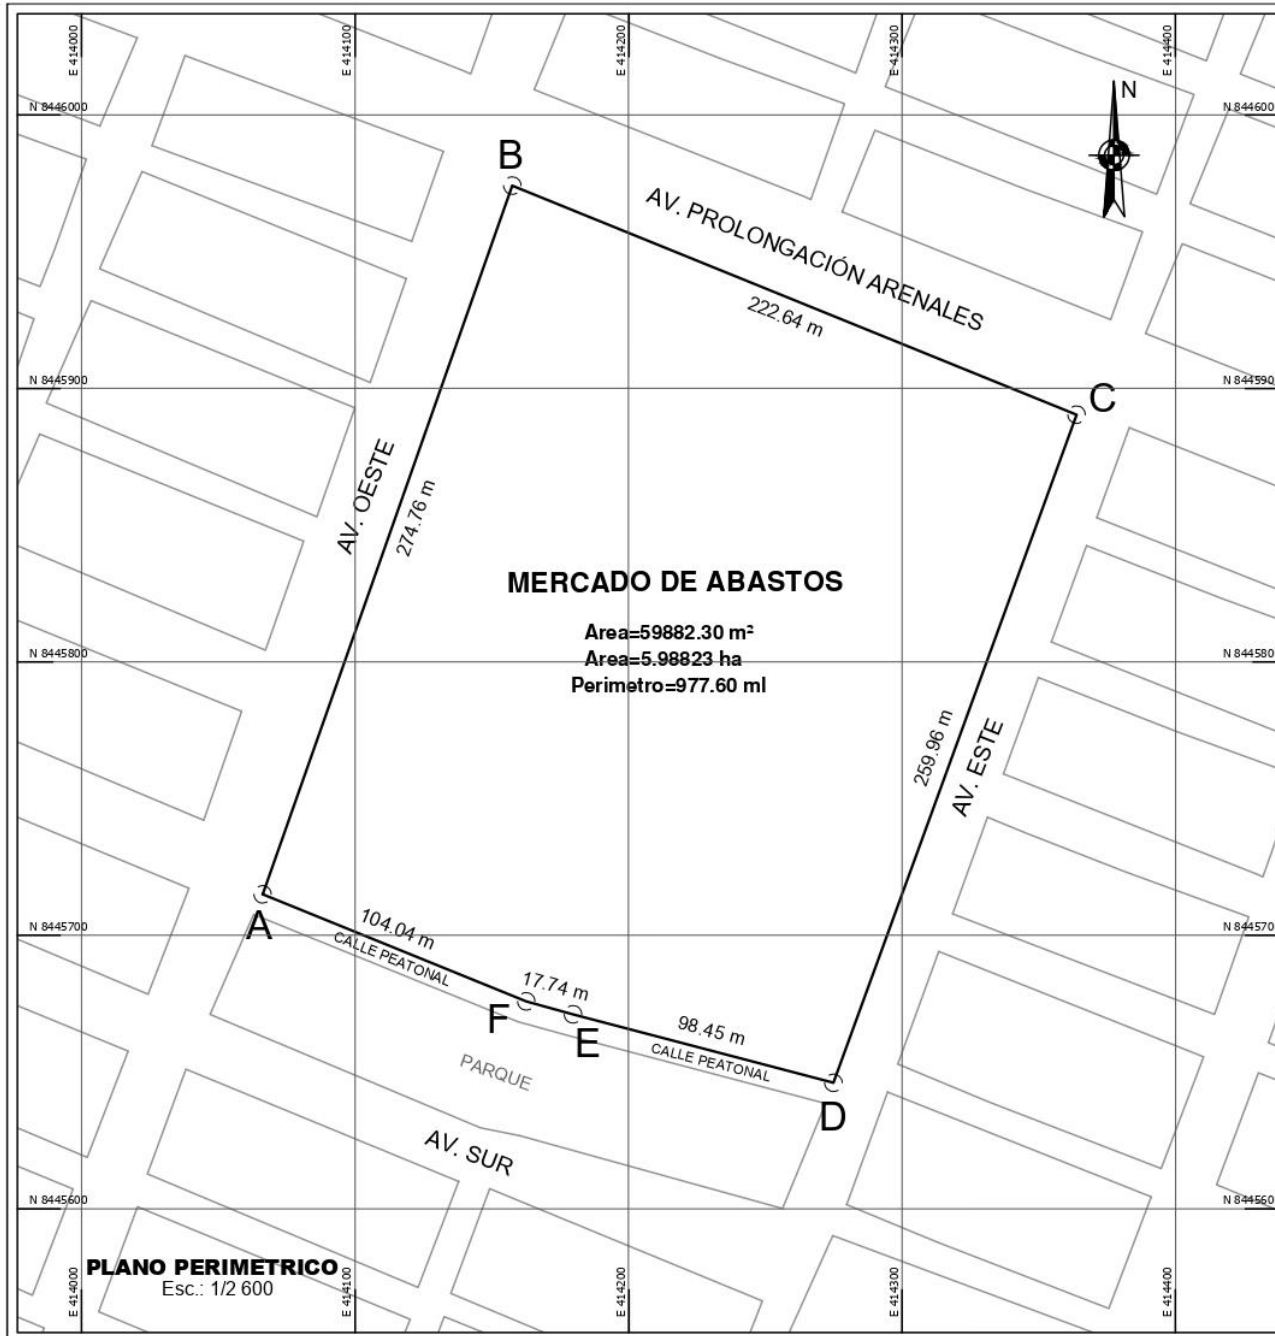 E 414000
E 414100
E 414200
E 414300
E 414400
N
N 8446000
N 844600
B
AV. PROLONGACIÓN ARENALES
222.64 m
N 8445900
N 844590
C
AV. OESTE
274.76 m
MERCADO DE ABASTOS
Area=59882.30 m²
Area=5.98823 ha
Perimetro=977.60 ml
N 8445800
N 844580
259.96 m
AV. ESTE
A
104.04 m
CALLE PEATONAL
N 8445700
N 844570
17.74 m
F
E
98.45 m
CALLE PEATONAL
PARQUE
D
AV. SUR
N 8445600
N 844560
PLANO PERIMETRICO
Esc.: 1/2 600
E 414000
E 414100
E 414200
E 414300
E 414400